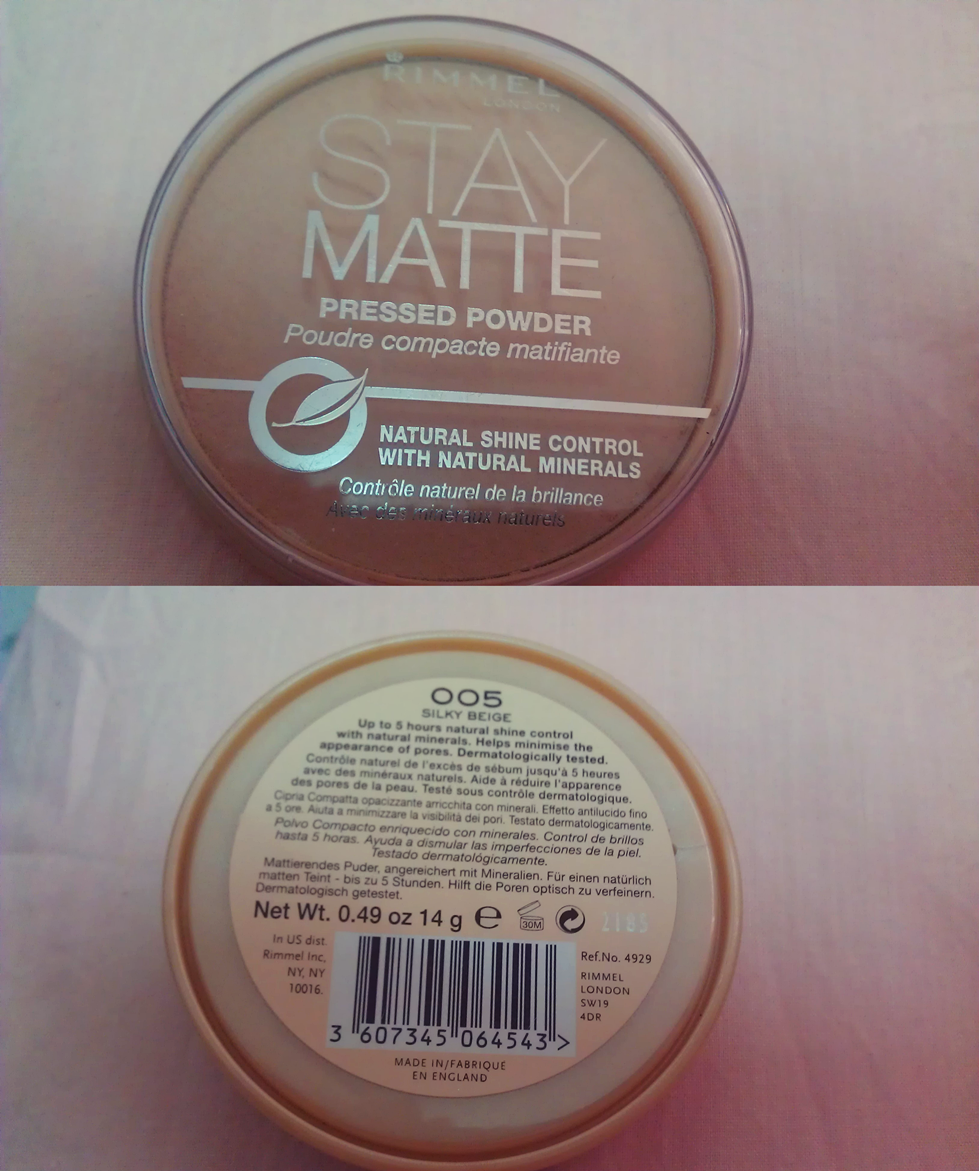 RIMMEL
LONDON
STAY
MATTE
PRESSED POWDER
Poudre compacte matifiante
NATURAL SHINE CONTROL
WITH NATURAL MINERALS
Contrôle naturel de la brillance
Avec des minéraux naturels
005
SILKY BEIGE
Up to 5 hours natural shine control
with natural minerals. Helps minimise the
appearance of pores. Dermatologically tested.
Contrôle naturel de l'excès de sébum jusqu'à 5 heures
avec des minéraux naturels. Aide à réduire l'apparence
des pores de la peau. Testé sous contrôle dermatologique.
Cipria Compatta opacizzante arricchita con minerali. Effetto antilucido fino
a 5 ore. Aiuta a minimizzare la visibilità dei pori. Testato dermatologicamente.
Polvo Compacto enriquecido con minerales. Control de brillos
hasta 5 horas. Ayuda a dismular las imperfecciones de la piel.
Testado dermatológicamente.
Mattierendes Puder, angereichert mit Mineralien. Für einen natürlich
matten Teint - bis zu 5 Stunden. Hilft die Poren optisch zu verfeinern.
Dermatologisch getestet.
Net Wt. 0.49 oz 14 g e 30M 2185
In US dist.
Rimmel Inc,
NY, NY
10016.
Ref.No. 4929
RIMMEL
LONDON
SW19
4DR
3 607345 064543 >
MADE IN/FABRIQUE
EN ENGLAND